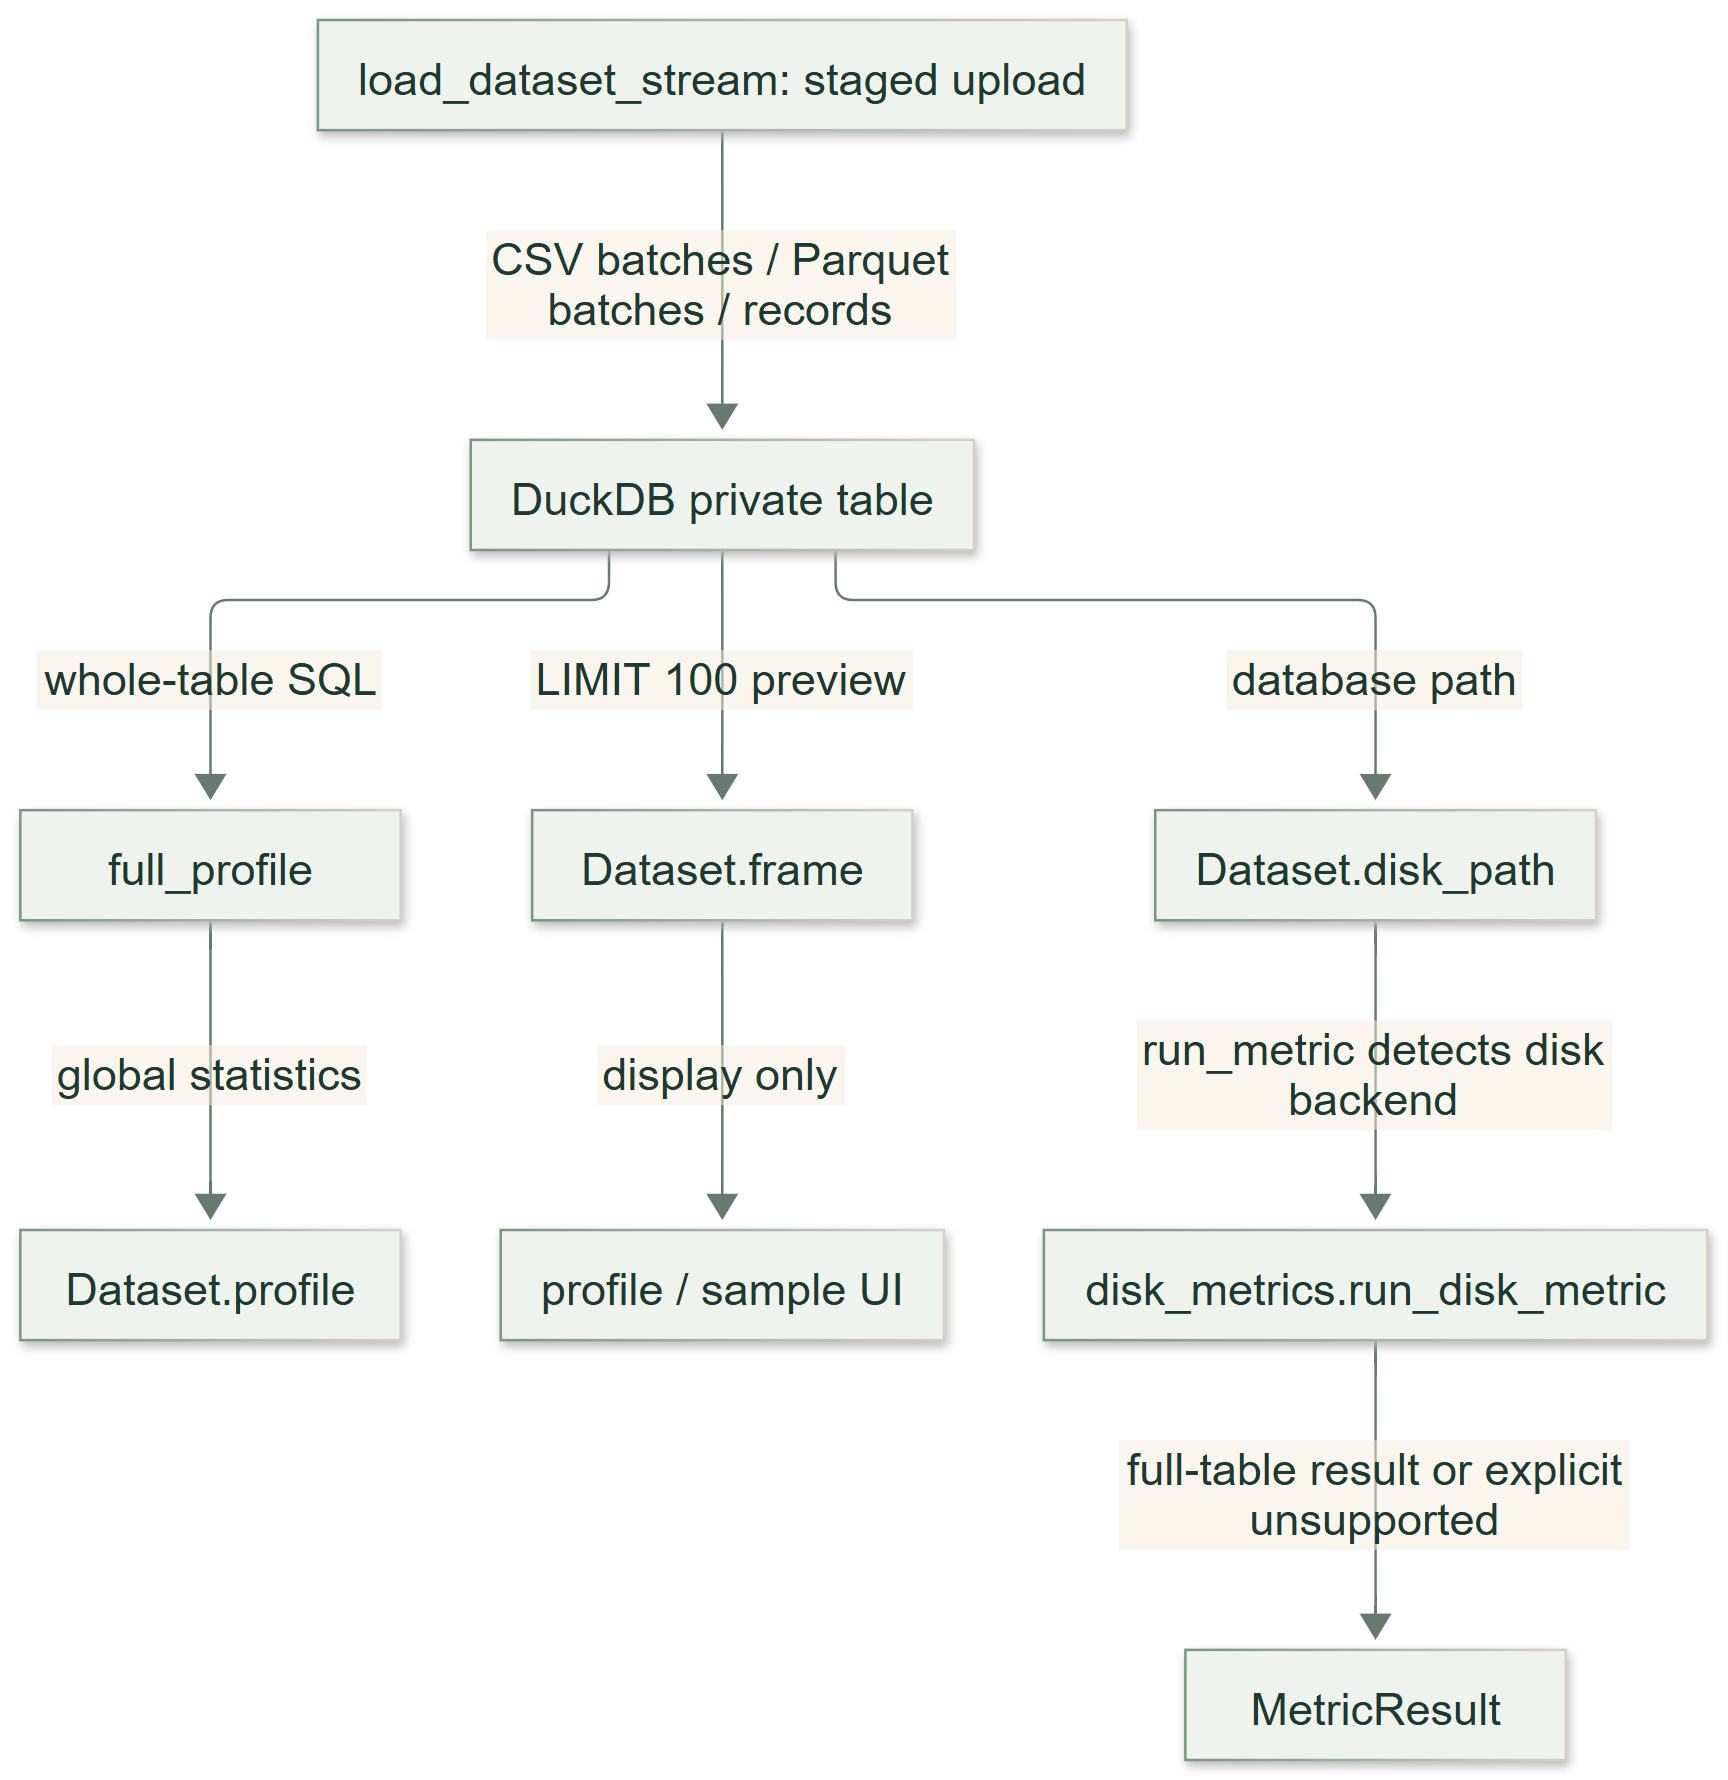 load_dataset_stream: staged upload
CSV batches / Parquet
batches / records
DuckDB private table
whole-table SQL
LIMIT 100 preview
database path
full_profile
Dataset.frame
Dataset.disk_path
global statistics
display only
run_metric detects disk
backend
Dataset.profile
profile / sample UI
disk_metrics.run_disk_metric
full-table result or explicit
unsupported
MetricResult